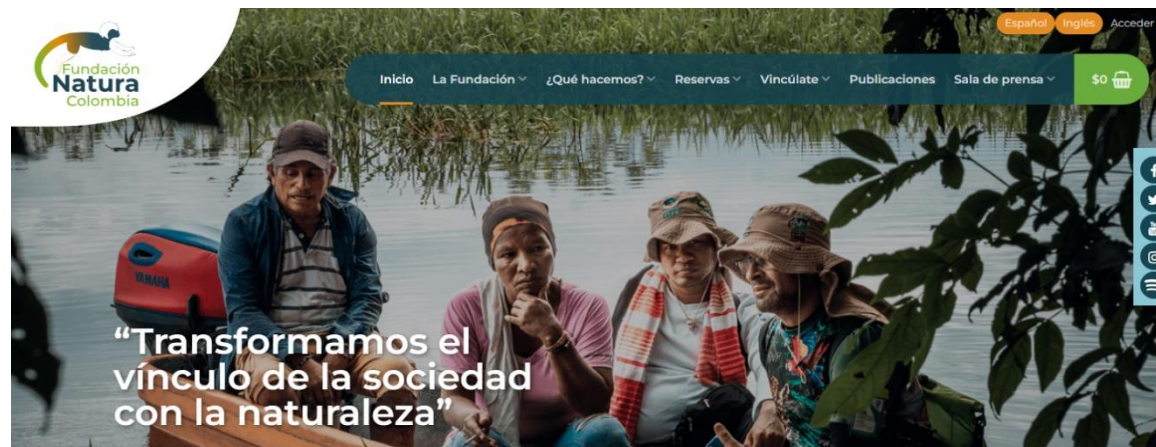 Español Inglés Acceder
Fundación
Natura
Colombia
Inicio La Fundación ¿Qué hacemos? Reservas Vincúlate Publicaciones Sala de prensa $0
YAMAHA
“Transformamos el
vínculo de la sociedad
con la naturaleza”